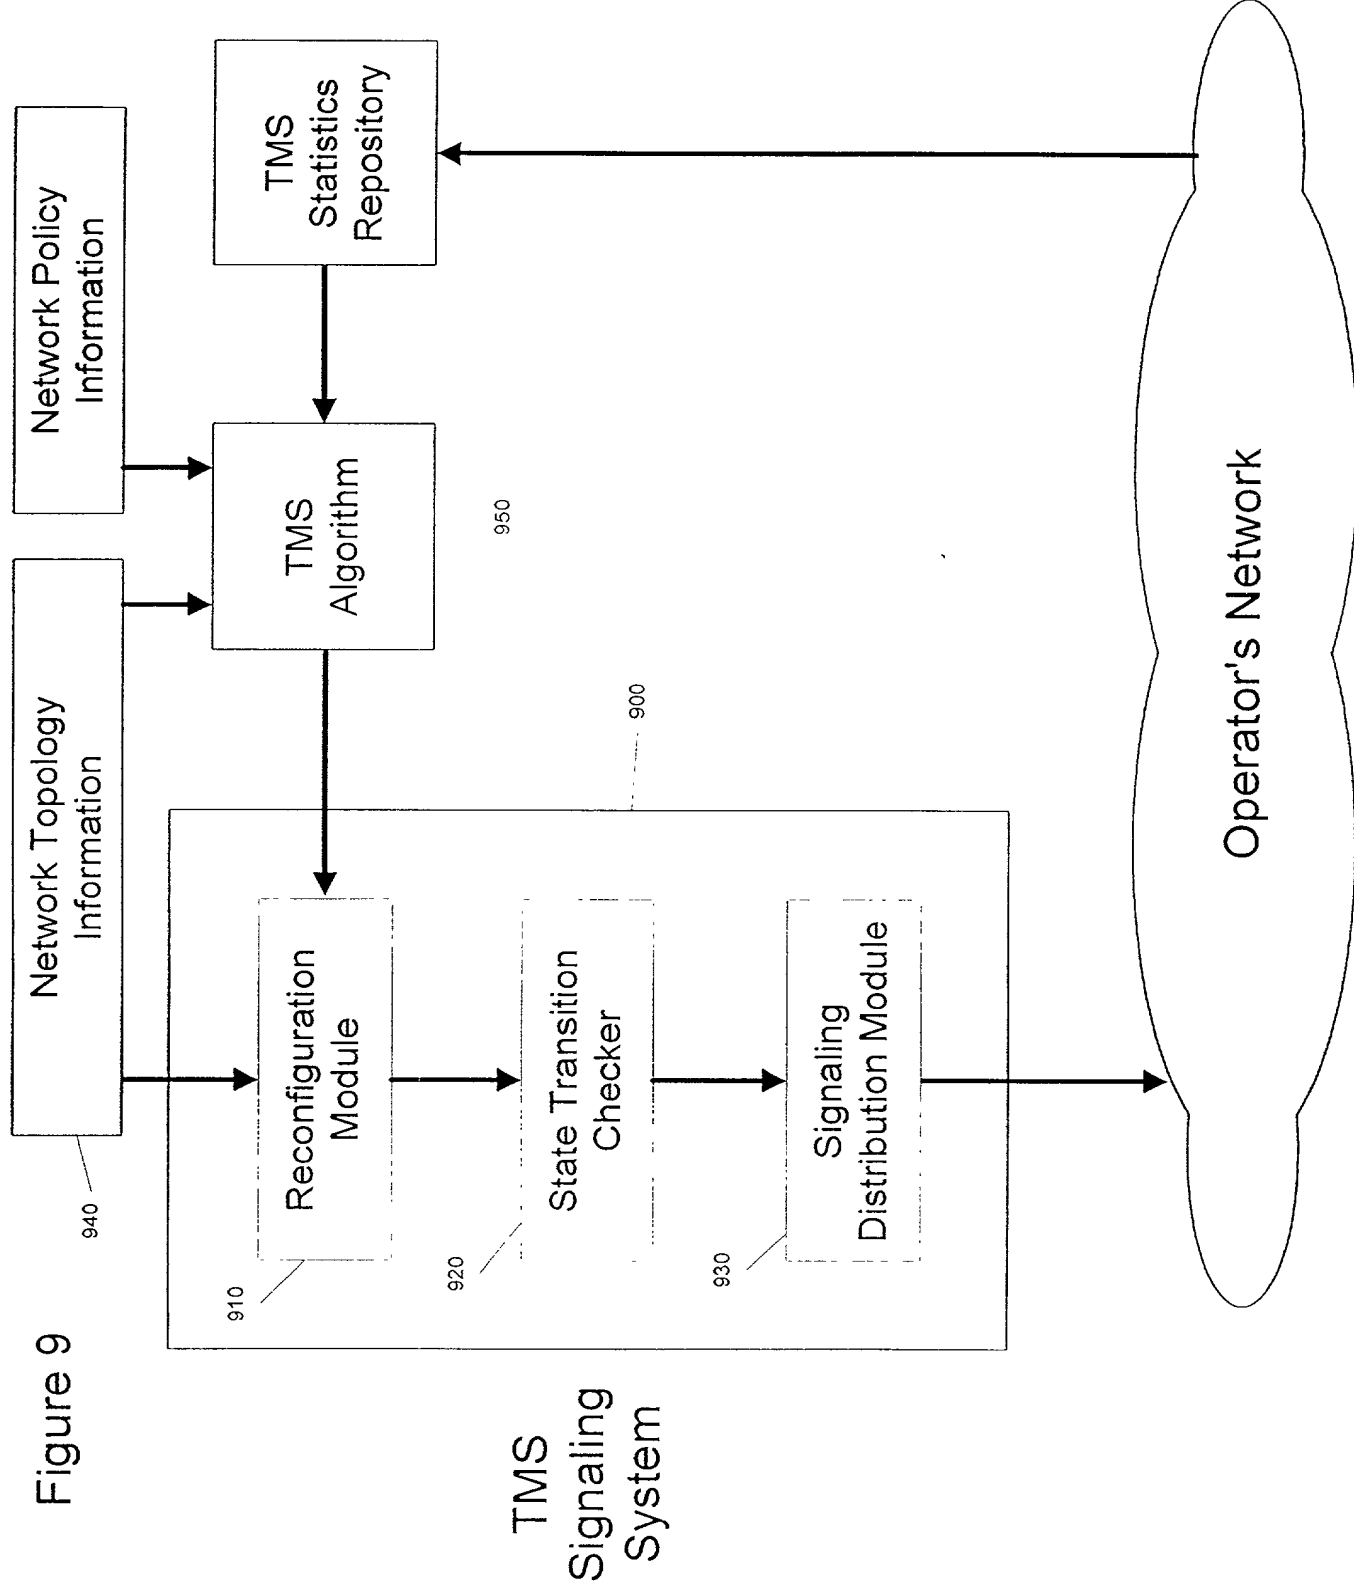 Figure 9
940
Network Topology
Information
Network Policy
Information
910
Reconfiguration
Module
TMS
Algorithm
950
TMS
Statistics
Repository
TMS
Signaling
System
920
State Transition
Checker
900
930
Signaling
Distribution Module
Operator's Network